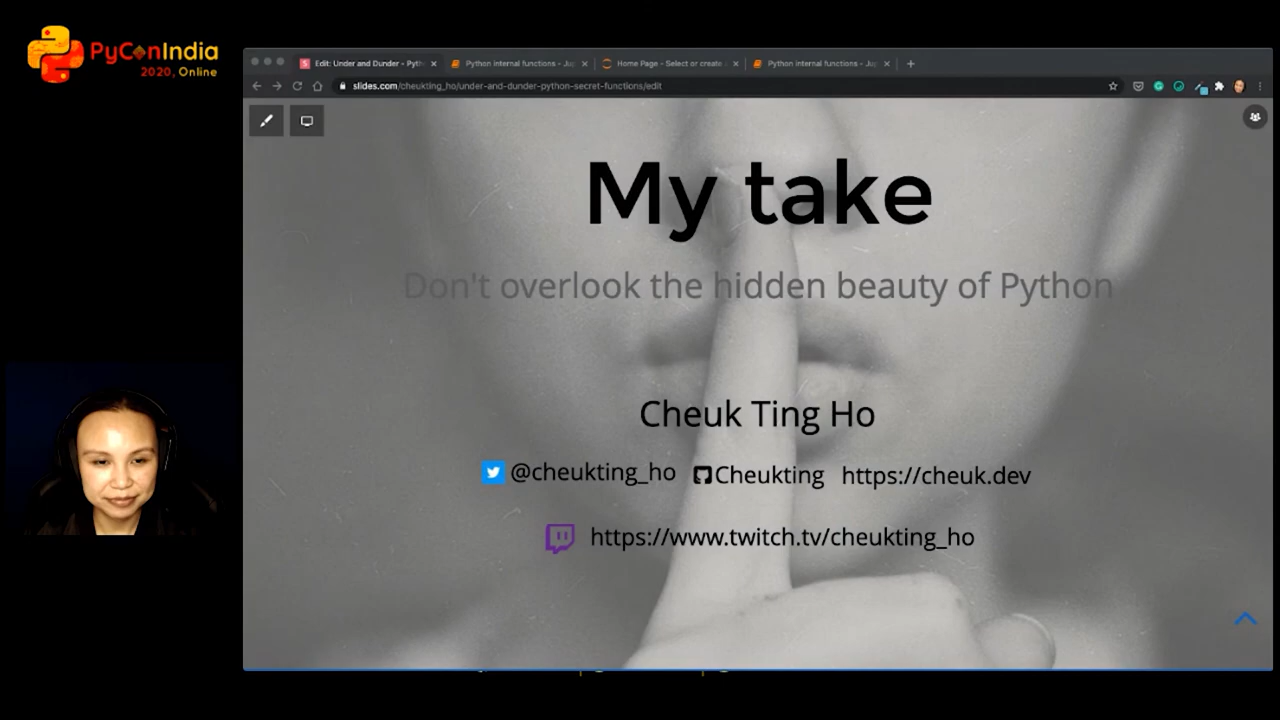 PyConIndia
2020, Online
Edit: Under and Dunder - Pyth
Python internal functions - Jup
Home Page - Select or create
Python internal functions - Jup
slides.com/cheukting_ho/under-and-dunder-python-secret-functions/edit
My take
Don't overlook the hidden beauty of Python
Cheuk Ting Ho
@cheukting_ho Cheukting https://cheuk.dev
https://www.twitch.tv/cheukting_ho